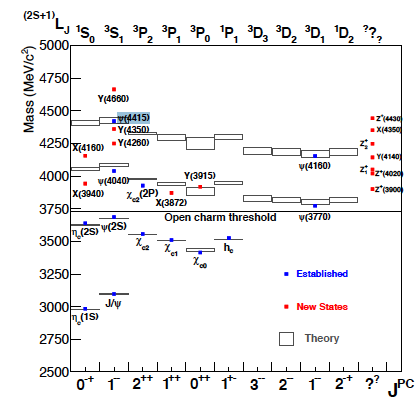 (2S+1)L_J ¹S₀ ³S₁ ³P₂ ³P₁ ³P₀ ¹P₁ ³D₃ ³D₂ ³D₁ ¹D₂ ?^?_?
Mass (MeV/c²)
5000
4750
4500
4250
4000
3750
3500
3250
3000
2750
2500
Y(4660)
ψ(4415)
Y(4350)
Y(4260)
X(4160)
ψ(4040)
X(3940)
χc2(2P)
X(3872)
Y(3915)
ψ(4160)
Z⁺(4430)
X(4350)
Z₂⁺
Y(4140)
Z₁⁺
Z⁺(4020)
Z⁺(3900)
Open charm threshold
ψ(3770)
ηc(2S)
ψ(2S)
χc2
χc1
χc0
hc
J/ψ
ηc(1S)
Established
New States
Theory
0⁻⁺ 1⁻ 2⁺⁺ 1⁺⁺ 0⁺⁺ 1⁺⁻ 3⁻⁻ 2⁻⁻ 1⁻⁻ 2⁻⁺ ?^? J^PC